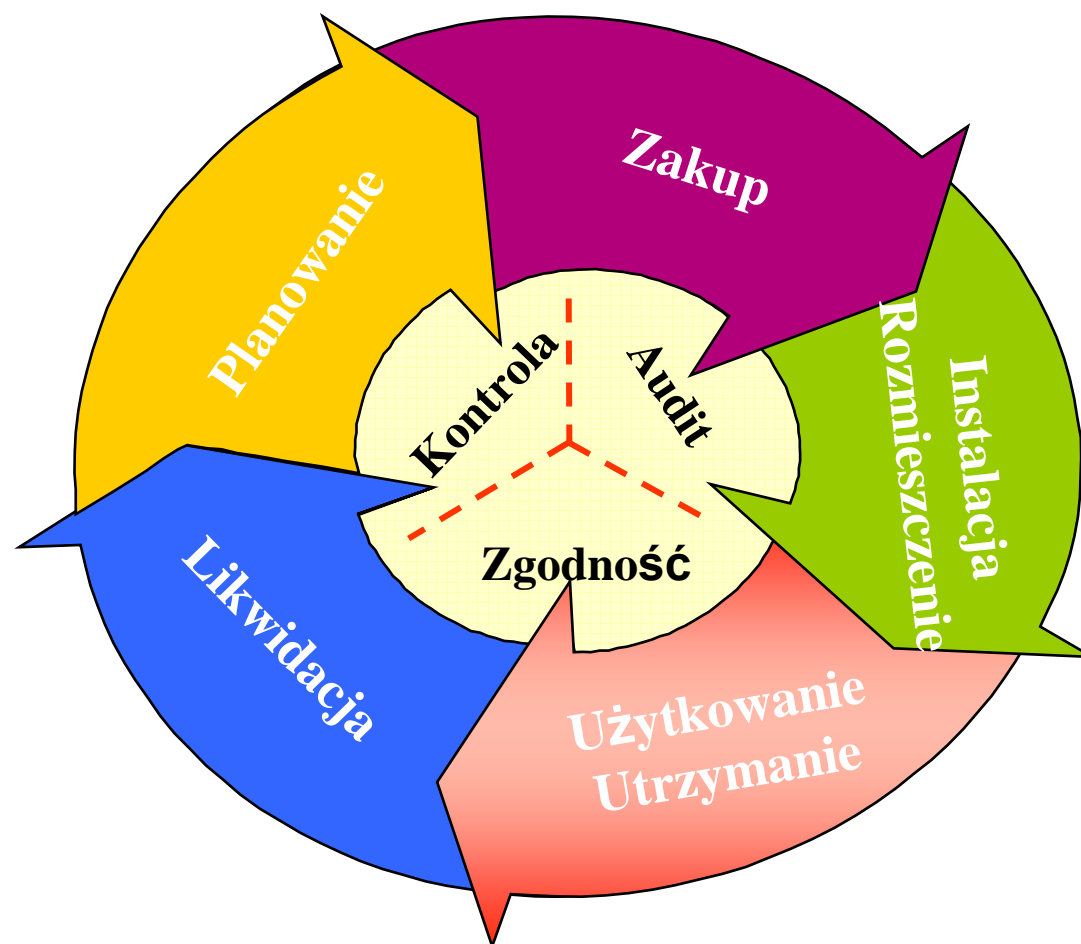 Planowanie
Zakup
Instalacja
Rozmieszczenie
Użytkowanie
Utrzymanie
Likwidacja
Kontrola
Audit
Zgodność